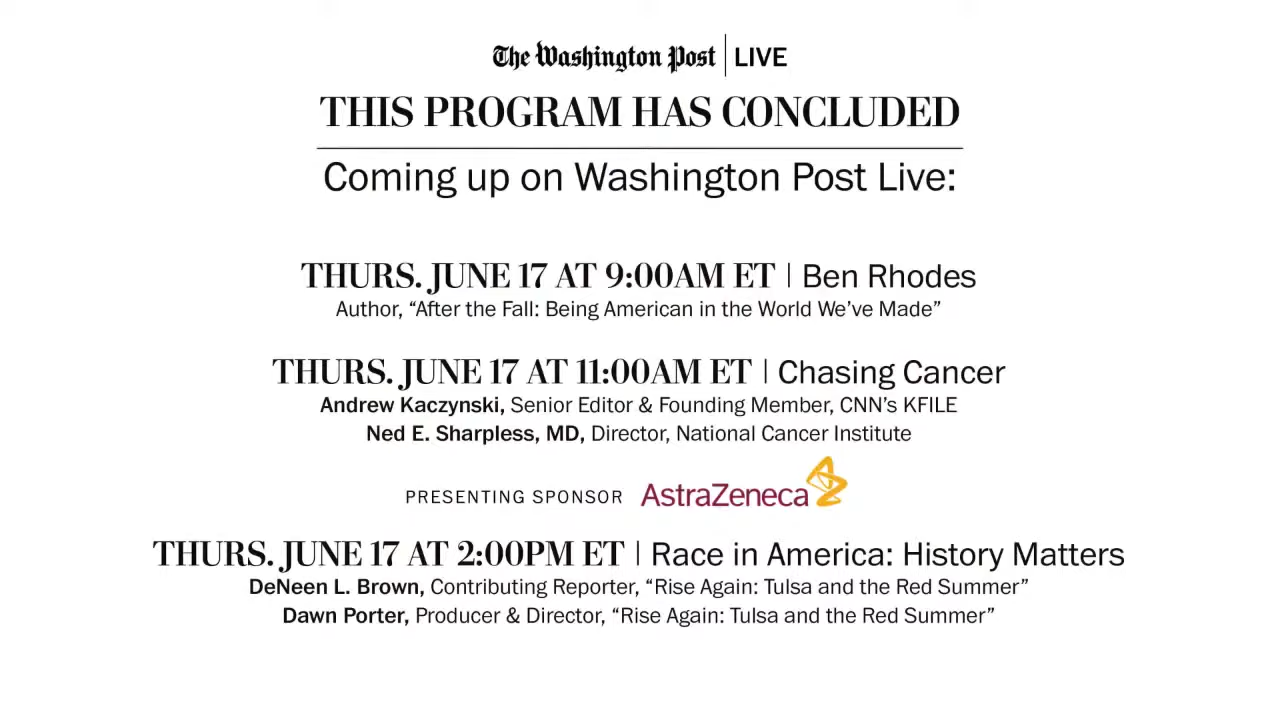 The Washington Post | LIVE
THIS PROGRAM HAS CONCLUDED
Coming up on Washington Post Live:
THURS. JUNE 17 AT 9:00AM ET | Ben Rhodes
Author, “After the Fall: Being American in the World We’ve Made”
THURS. JUNE 17 AT 11:00AM ET | Chasing Cancer
Andrew Kaczynski, Senior Editor & Founding Member, CNN’s KFILE
Ned E. Sharpless, MD, Director, National Cancer Institute
PRESENTING SPONSOR AstraZeneca
THURS. JUNE 17 AT 2:00PM ET | Race in America: History Matters
DeNeen L. Brown, Contributing Reporter, “Rise Again: Tulsa and the Red Summer”
Dawn Porter, Producer & Director, “Rise Again: Tulsa and the Red Summer”